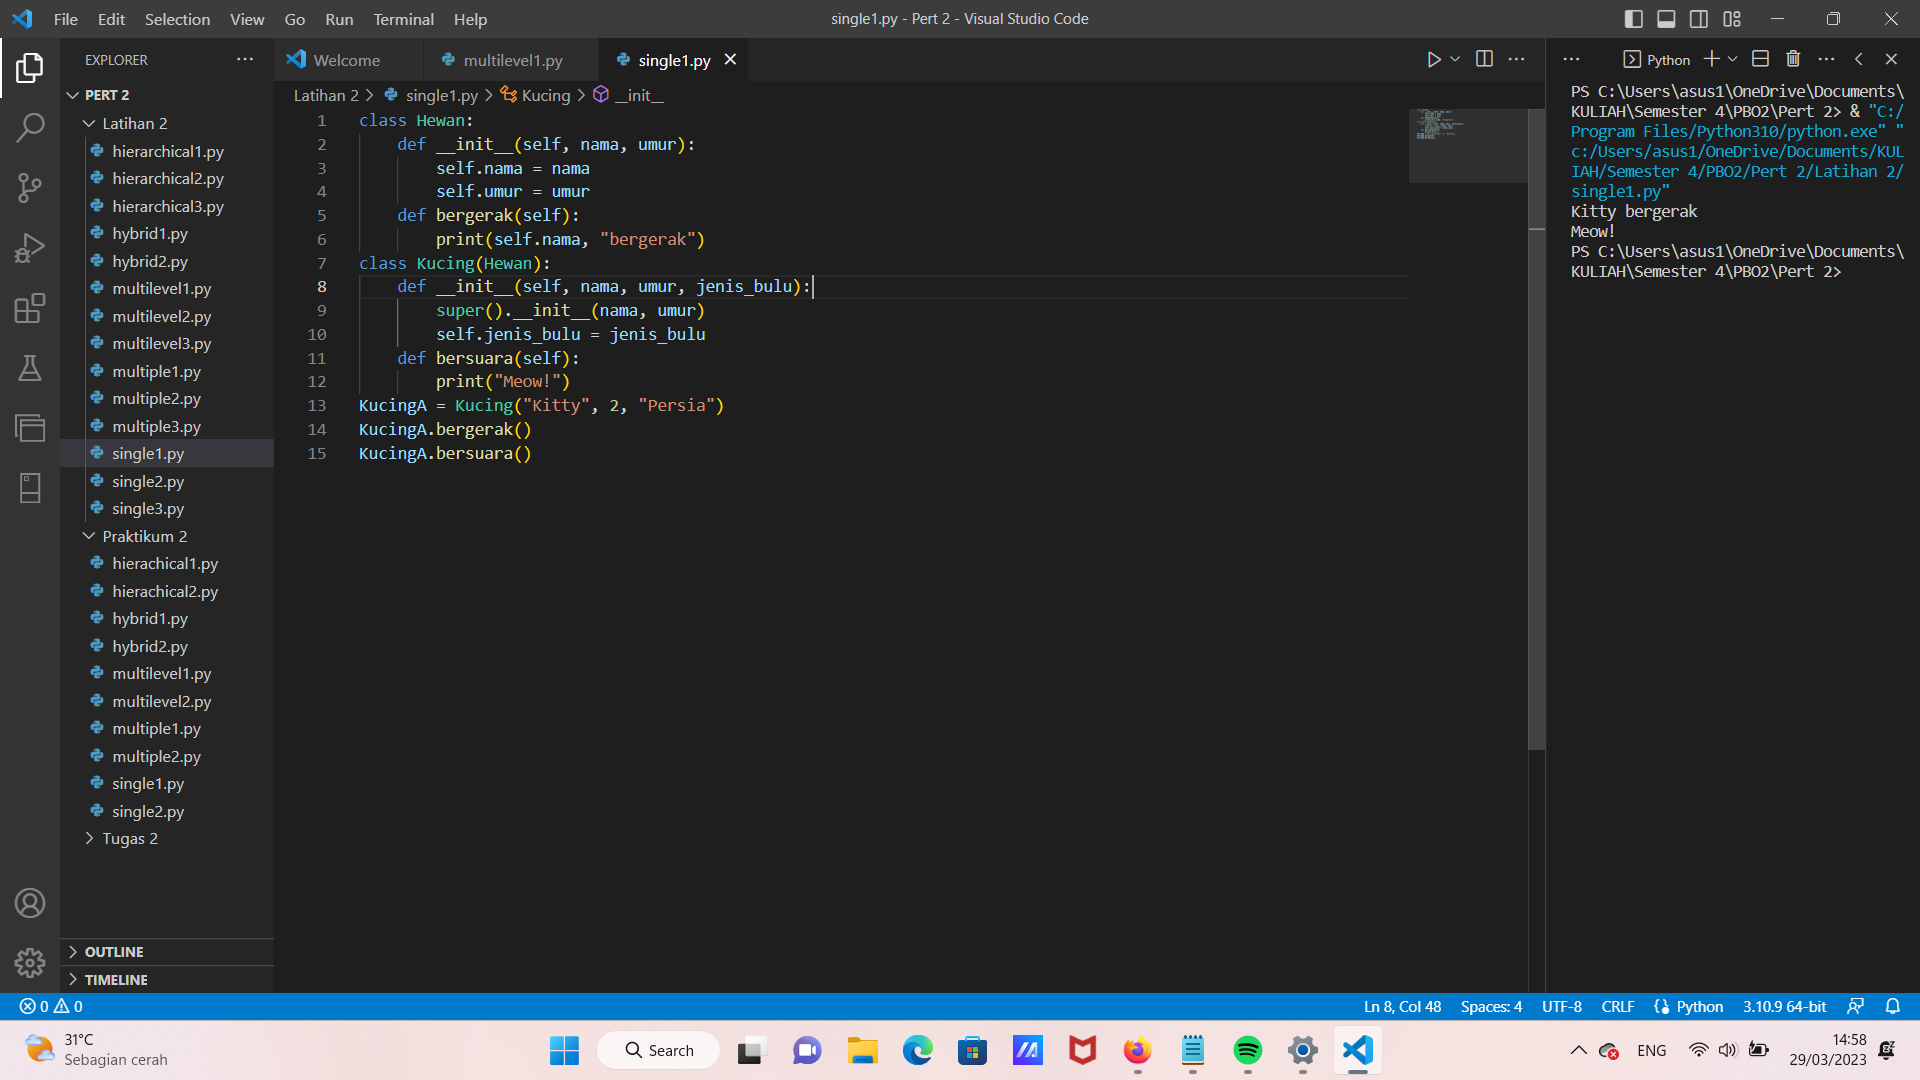 File Edit Selection View Go Run Terminal Help
single1.py - Pert 2 - Visual Studio Code
EXPLORER
PERT 2
Latihan 2
hierarchical1.py
hierarchical2.py
hierarchical3.py
hybrid1.py
hybrid2.py
multilevel1.py
multilevel2.py
multilevel3.py
multiple1.py
multiple2.py
multiple3.py
single1.py
single2.py
single3.py
Praktikum 2
hierachical1.py
hierachical2.py
hybrid1.py
hybrid2.py
multilevel1.py
multilevel2.py
multiple1.py
multiple2.py
single1.py
single2.py
Tugas 2
OUTLINE
TIMELINE
Welcome multilevel1.py single1.py
Latihan 2 > single1.py > Kucing > __init__
1 class Hewan:
2 def __init__(self, nama, umur):
3 self.nama = nama
4 self.umur = umur
5 def bergerak(self):
6 print(self.nama, "bergerak")
7 class Kucing(Hewan):
8 def __init__(self, nama, umur, jenis_bulu):
9 super().__init__(nama, umur)
10 self.jenis_bulu = jenis_bulu
11 def bersuara(self):
12 print("Meow!")
13 KucingA = Kucing("Kitty", 2, "Persia")
14 KucingA.bergerak()
15 KucingA.bersuara()
Python
PS C:\Users\asus1\OneDrive\Documents\
KULIAH\Semester 4\PBO2\Pert 2> & "C:/
Program Files/Python310/python.exe" "
c:/Users/asus1/OneDrive/Documents/KUL
IAH/Semester 4/PBO2/Pert 2/Latihan 2/
single1.py"
Kitty bergerak
Meow!
PS C:\Users\asus1\OneDrive\Documents\
KULIAH\Semester 4\PBO2\Pert 2>
0 0
Ln 8, Col 48 Spaces: 4 UTF-8 CRLF Python 3.10.9 64-bit
31°C
Sebagian cerah
Search
ENG
14:58
29/03/2023